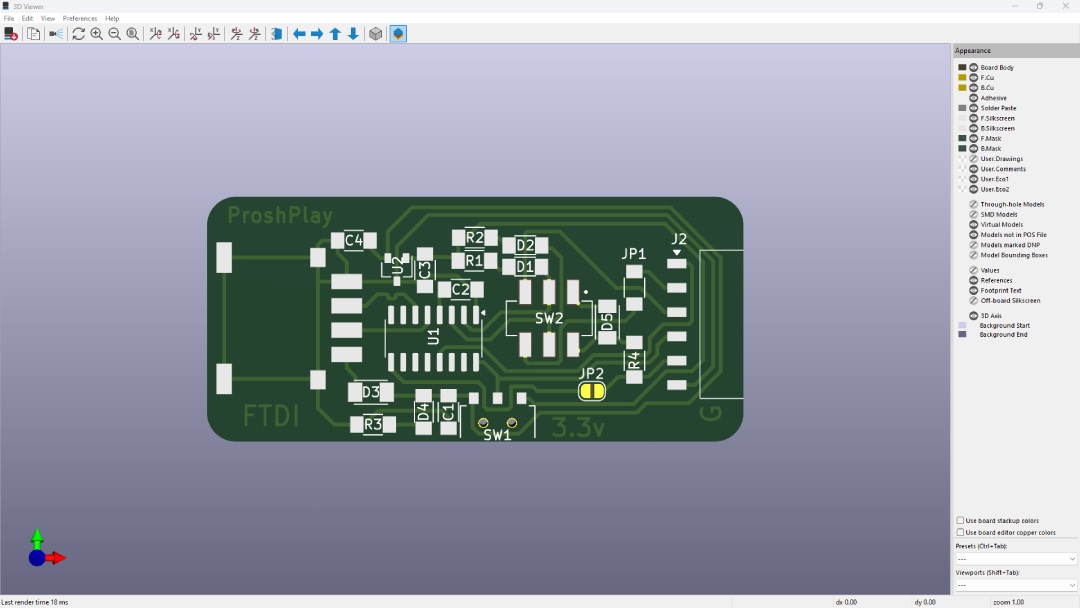 3D Viewer
File Edit View Preferences Help
Appearance
Board Body
F.Cu
B.Cu
Adhesive
Solder Paste
F.Silkscreen
B.Silkscreen
F.Mask
B.Mask
User.Drawings
User.Comments
User.Eco1
User.Eco2
Through-hole Models
SMD Models
Virtual Models
Models not in POS File
Models marked DNP
Model Bounding Boxes
Values
References
Footprint Text
Off-board Silkscreen
3D Axis
Background Start
Background End
ProshPlay
C4
R2
D2
J2
JP1
U2
C3
R1
D1
C2
U1
SW2
D5
R4
JP2
D3
D4
C1
R3
SW1
FTDI
3.3v
G
Use board stackup colors
Use board editor copper colors
Presets (Ctrl+Tab):
---
Viewports (Shift+Tab):
---
Last render time 18 ms
dx 0.00
dy 0.00
zoom 1.00